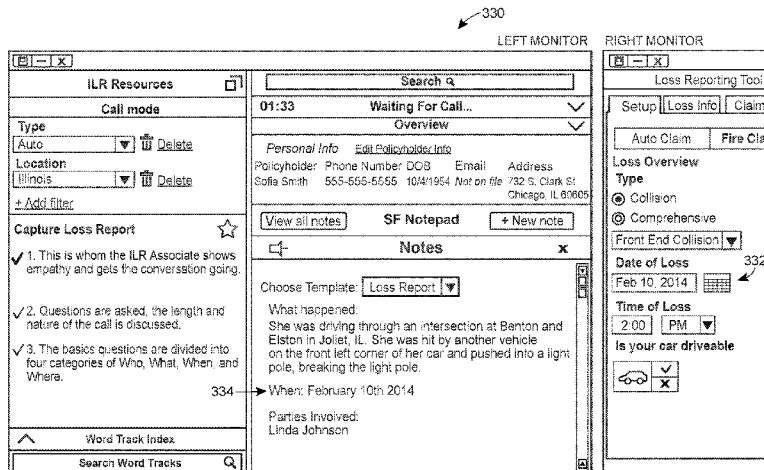 330
LEFT MONITOR
RIGHT MONITOR
X
ILR Resources
Call mode
Type
Auto
Delete
Location
Illinois
Delete
+ Add filter
Capture Loss Report
1. This is whom the ILR Associate shows
empathy and gets the conversation going.
2. Questions are asked, the length and
nature of the call is discussed.
3. The basics questions are divided into
four categories of Who, What, When, and
Where.
Word Track Index
Search Word Tracks
Search
01:33 Waiting For Call...
Overview
Personal Info Edit Policyholder Info
Policyholder Phone Number DOB Email Address
Sofia Smith 555-555-5555 10/4/1954 Not on file 732 S. Clark St
Chicago, IL 60605
View all notes SF Notepad + New note
Notes x
Choose Template: Loss Report
What happened:
She was driving through an intersection at Benton and
Elston in Joliet, IL. She was hit by another vehicle
on the front left corner of her car and pushed into a light
pole, breaking the light pole.
334
When: February 10th 2014
Parties Involved:
Linda Johnson
X
Loss Reporting Tool
Setup Loss Info Claim
Auto Claim Fire Cla
Loss Overview
Type
Collision
Comprehensive
Front End Collision
332
Date of Loss
Feb 10, 2014
Time of Loss
2:00 PM
Is your car driveable
X